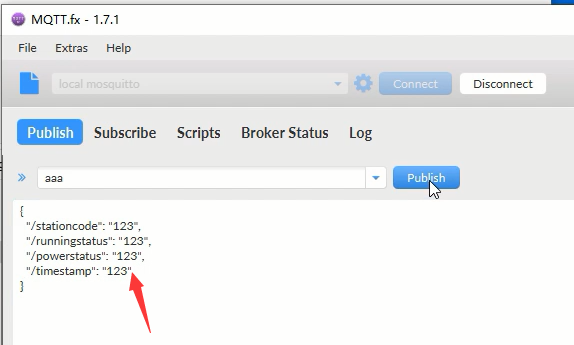 MQTT.fx - 1.7.1
File Extras Help
local mosquitto Connect Disconnect
Publish Subscribe Scripts Broker Status Log
aaa Publish
{
"/stationcode": "123",
"/runningstatus": "123",
"/powerstatus": "123",
"/timestamp": "123"
}